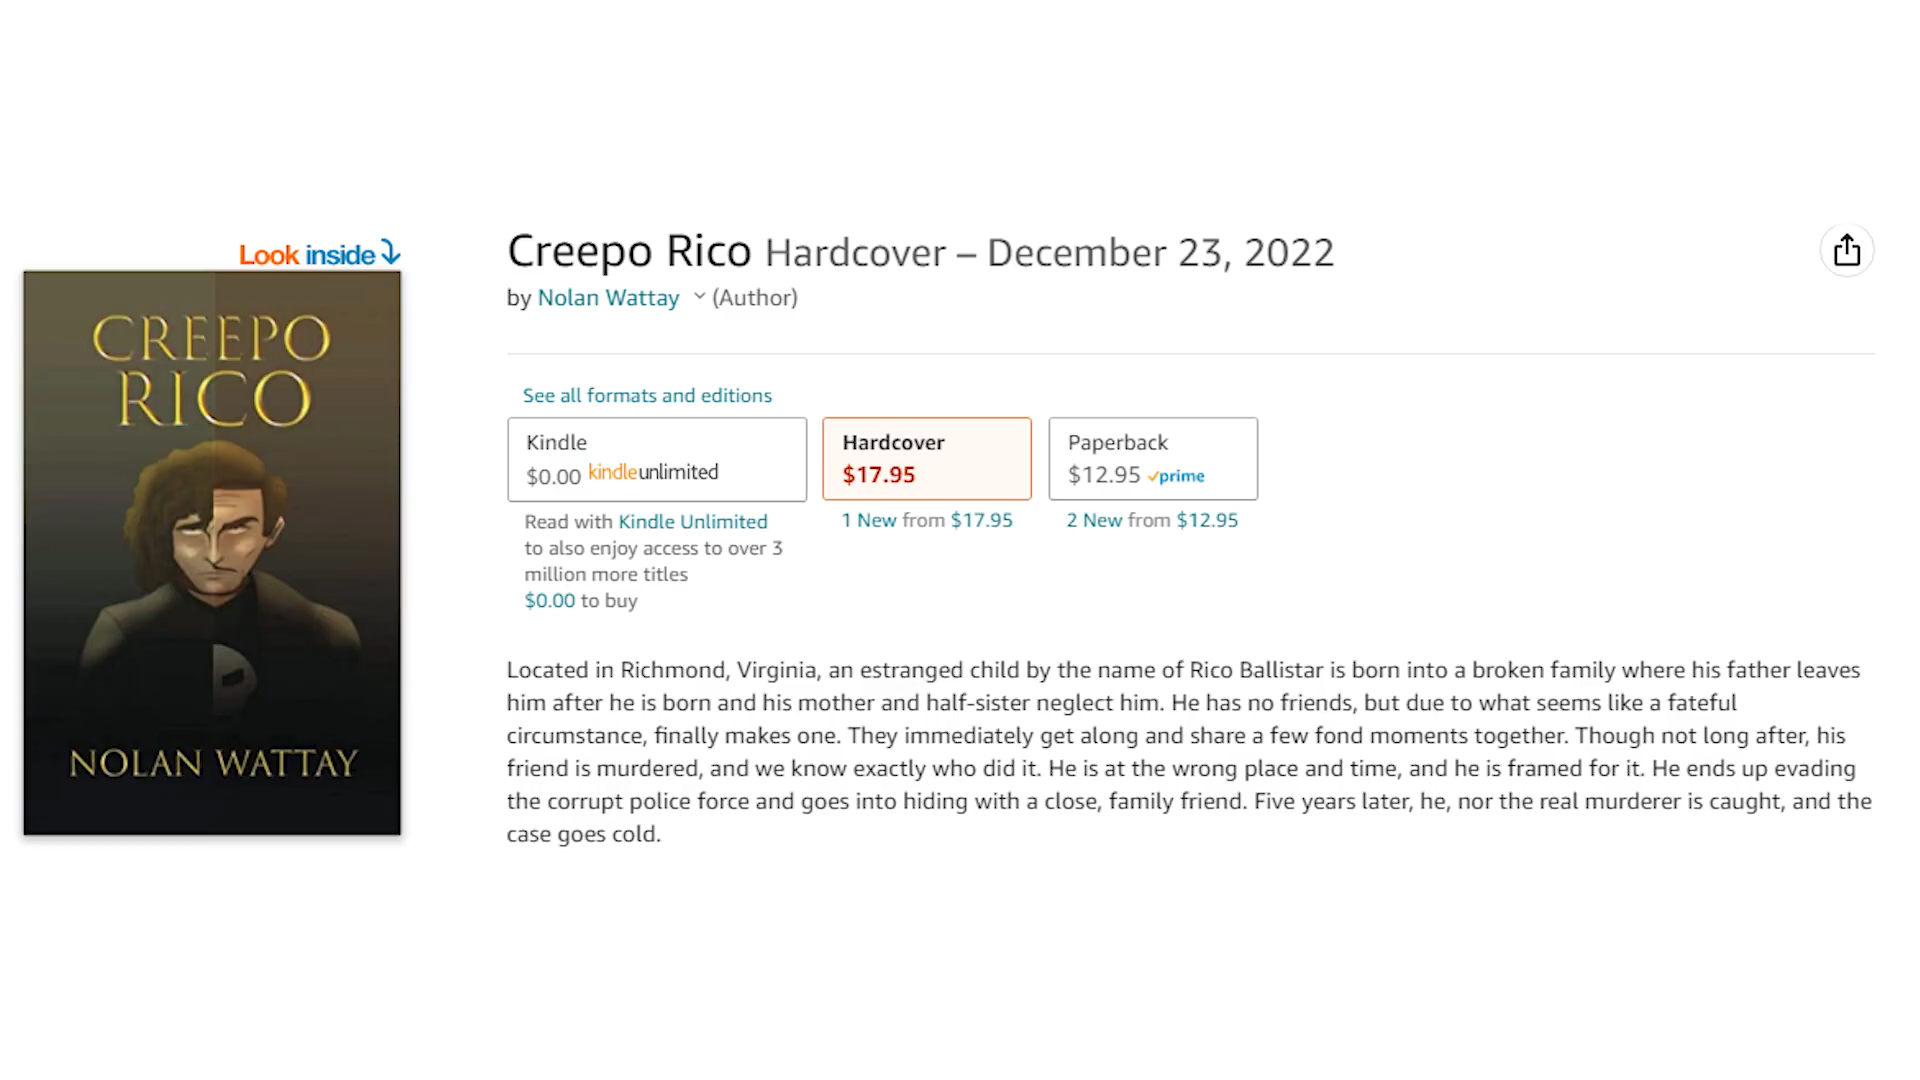 Look inside
CREEPO
RICO
NOLAN WATTAY
Creepo Rico Hardcover – December 23, 2022
by Nolan Wattay (Author)
See all formats and editions
Kindle
$0.00 kindleunlimited
Read with Kindle Unlimited
to also enjoy access to over 3
million more titles
$0.00 to buy
Hardcover
$17.95
1 New from $17.95
Paperback
$12.95 prime
2 New from $12.95
Located in Richmond, Virginia, an estranged child by the name of Rico Ballistar is born into a broken family where his father leaves
him after he is born and his mother and half-sister neglect him. He has no friends, but due to what seems like a fateful
circumstance, finally makes one. They immediately get along and share a few fond moments together. Though not long after, his
friend is murdered, and we know exactly who did it. He is at the wrong place and time, and he is framed for it. He ends up evading
the corrupt police force and goes into hiding with a close, family friend. Five years later, he, nor the real murderer is caught, and the
case goes cold.